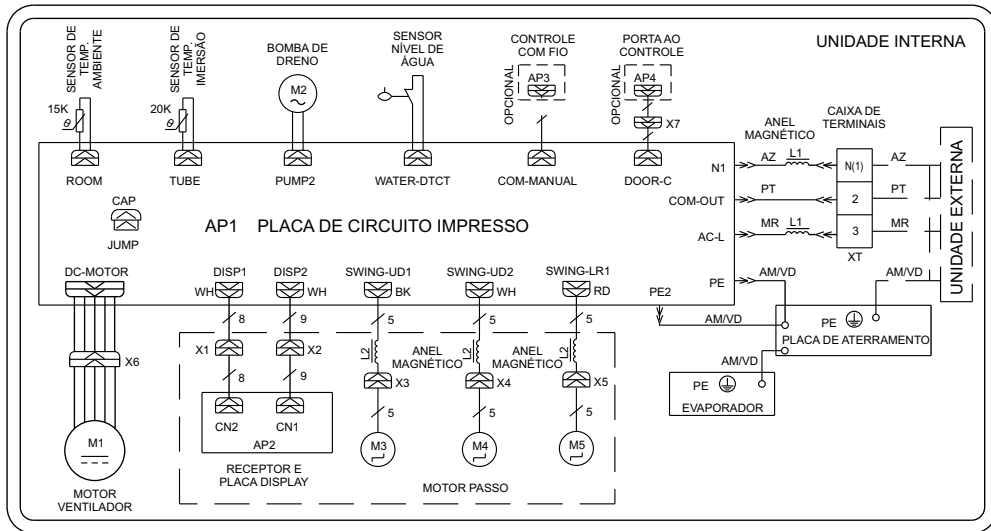 UNIDADE INTERNA
SENSOR DE
TEMP.
AMBIENTE
15K
θ
ROOM
SENSOR DE
TEMP.
IMERSÃO
20K
θ
TUBE
BOMBA DE
DRENO
M2
PUMP2
SENSOR
NÍVEL DE
ÁGUA
WATER-DTCT
CONTROLE
COM FIO
OPCIONAL
AP3
COM-MANUAL
PORTA AO
CONTROLE
OPCIONAL
AP4
X7
DOOR-C
ANEL
MAGNÉTICO
CAIXA DE
TERMINAIS
N1
AZ
L1
N(1)
AZ
COM-OUT
PT
2
PT
AC-L
MR
L1
3
MR
XT
UNIDADE EXTERNA
CAP
JUMP
AP1 PLACA DE CIRCUITO IMPRESSO
PE
AM/VD
AM/VD
PE2
AM/VD
PE
PLACA DE ATERRAMENTO
AM/VD
PE
EVAPORADOR
DC-MOTOR
X6
M1
MOTOR
VENTILADOR
DISP1
WH
8
X1
8
CN2
DISP2
WH
9
X2
9
CN1
AP2
RECEPTOR E
PLACA DISPLAY
SWING-UD1
BK
5
L2
ANEL
MAGNÉTICO
X3
5
M3
SWING-UD2
WH
5
L2
ANEL
MAGNÉTICO
X4
5
M4
SWING-LR1
RD
5
L2
X5
5
M5
MOTOR PASSO